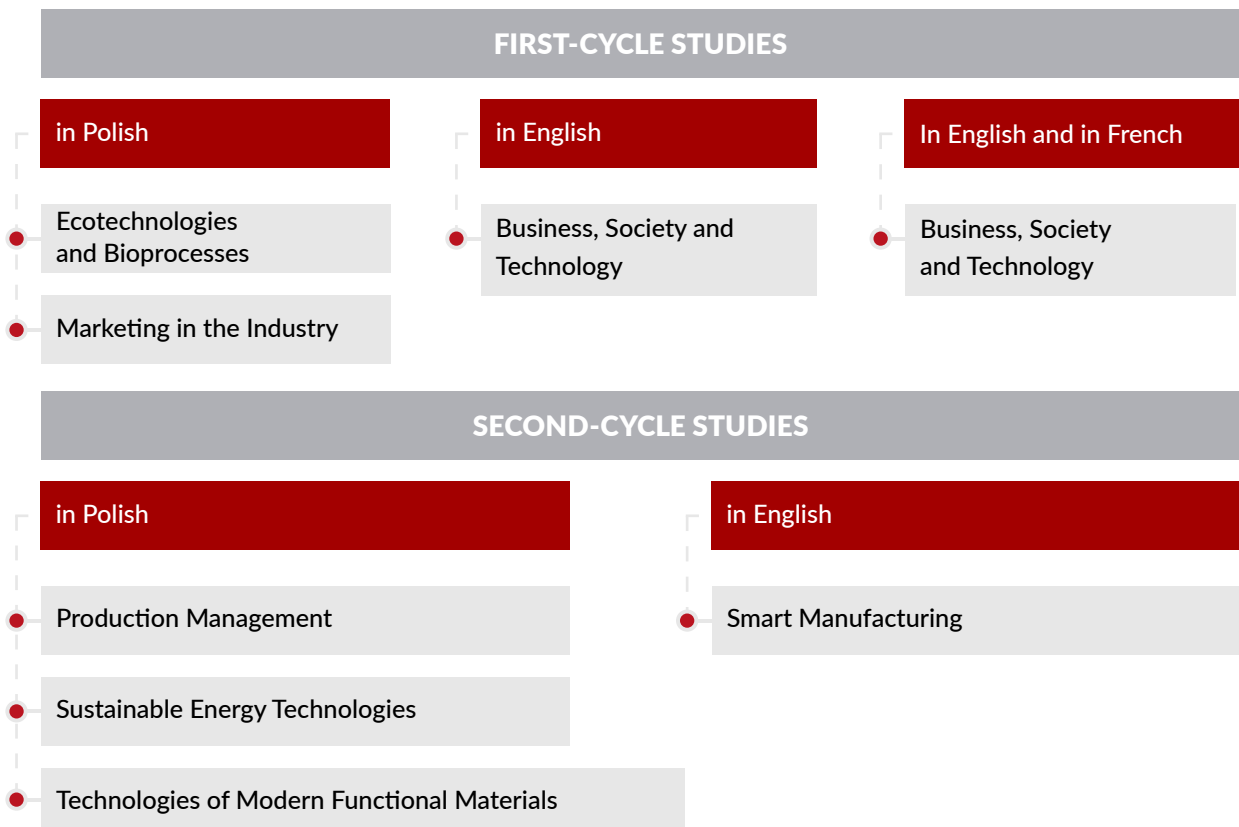 FIRST-CYCLE STUDIES
in Polish
Ecotechnologies
and Bioprocesses
Marketing in the Industry
in English
Business, Society and
Technology
In English and in French
Business, Society
and Technology
SECOND-CYCLE STUDIES
in Polish
Production Management
Sustainable Energy Technologies
Technologies of Modern Functional Materials
in English
Smart Manufacturing